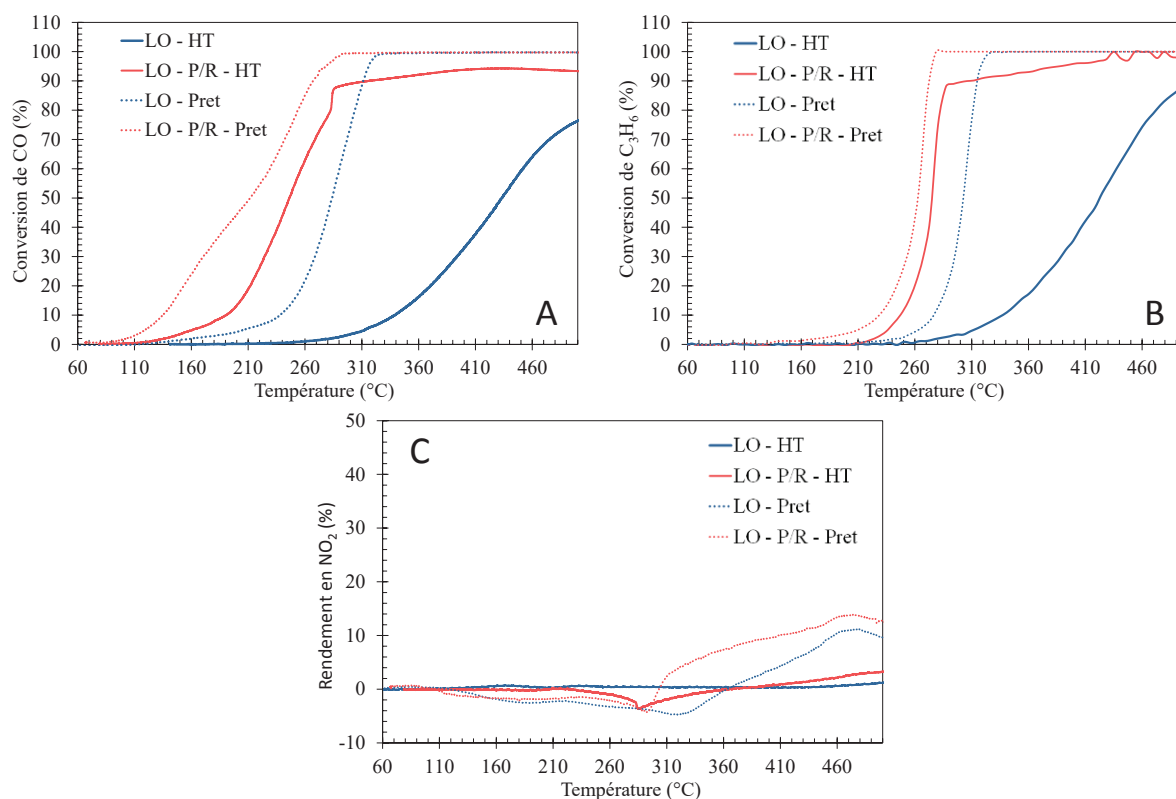 110
100
90
80
70
60
50
40
30
20
10
0
Conversion de CO (%)
LO - HT
LO - P/R - HT
LO - Pret
LO - P/R - Pret
A
60 110 160 210 260 310 360 410 460
Température (°C)
110
100
90
80
70
60
50
40
30
20
10
0
Conversion de C₃H₆ (%)
LO - HT
LO - P/R - HT
LO - Pret
LO - P/R - Pret
B
60 110 160 210 260 310 360 410 460
Température (°C)
50
40
30
20
10
0
-10
Rendement en NO₂ (%)
C
LO - HT
LO - P/R - HT
LO - Pret
LO - P/R - Pret
60 110 160 210 260 310 360 410 460
Température (°C)